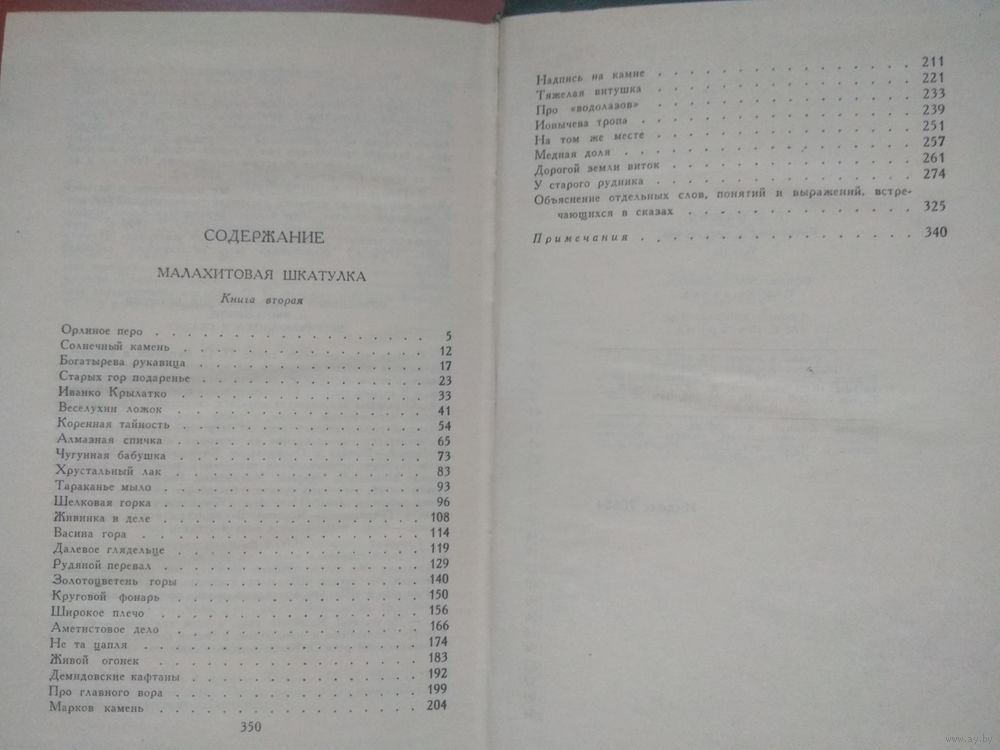 СОДЕРЖАНИЕ
МАЛАХИТОВАЯ ШКАТУЛКА
Книга вторая
Орлиное перо . . . . . . . . . . . . . . . 5
Солнечный камень . . . . . . . . . . . . . 12
Богатырева рукавица . . . . . . . . . . . . 17
Старых гор подаренье . . . . . . . . . . . . 23
Иванко Крылатко . . . . . . . . . . . . . 33
Веселухин ложок . . . . . . . . . . . . . 41
Коренная тайность . . . . . . . . . . . . . 54
Алмазная спичка . . . . . . . . . . . . . 65
Чугунная бабушка . . . . . . . . . . . . . 73
Хрустальный лак . . . . . . . . . . . . . 83
Тараканье мыло . . . . . . . . . . . . . . 93
Шелковая горка . . . . . . . . . . . . . . 96
Живинка в деле . . . . . . . . . . . . . . 108
Васина гора . . . . . . . . . . . . . . . 114
Далевое глядельце . . . . . . . . . . . . . 119
Рудяной перевал . . . . . . . . . . . . . 129
Золотоцветень горы . . . . . . . . . . . . 140
Круговой фонарь . . . . . . . . . . . . . 150
Широкое плечо . . . . . . . . . . . . . . 156
Аметистовое дело . . . . . . . . . . . . . 166
Не та цапля . . . . . . . . . . . . . . . 174
Живой огонек . . . . . . . . . . . . . . 183
Демидовские кафтаны . . . . . . . . . . . . 192
Про главного вора . . . . . . . . . . . . . 199
Марков камень . . . . . . . . . . . . . . 204
350
Надпись на камне . . . . . . . . . . . . . 211
Тяжелая витушка . . . . . . . . . . . . . 221
Про «водолазов» . . . . . . . . . . . . . 233
Ионычева тропа . . . . . . . . . . . . . . 239
На том же месте . . . . . . . . . . . . . 251
Медная доля . . . . . . . . . . . . . . . 257
Дорогой земли виток . . . . . . . . . . . . 261
У старого рудника . . . . . . . . . . . . . 274
Объяснение отдельных слов, понятий и выражений, встре-
чающихся в сказах . . . . . . . . . . . . 325
Примечания . . . . . . . . . . . . . . . 340
www.ay.by